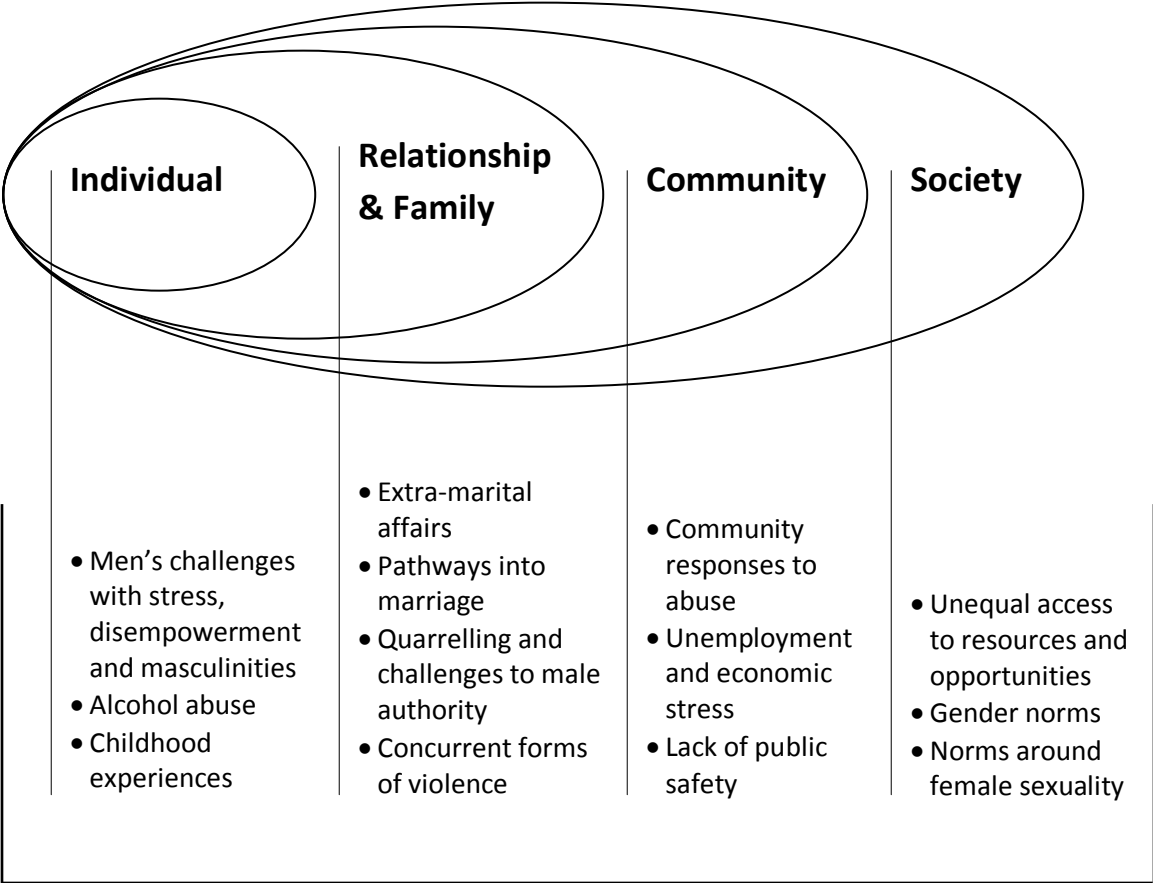 Individual
Relationship
& Family
Community
Society
• Men’s challenges
with stress,
disempowerment
and masculinities
• Alcohol abuse
• Childhood
experiences
• Extra-marital
affairs
• Pathways into
marriage
• Quarrelling and
challenges to male
authority
• Concurrent forms
of violence
• Community
responses to
abuse
• Unemployment
and economic
stress
• Lack of public
safety
• Unequal access
to resources and
opportunities
• Gender norms
• Norms around
female sexuality